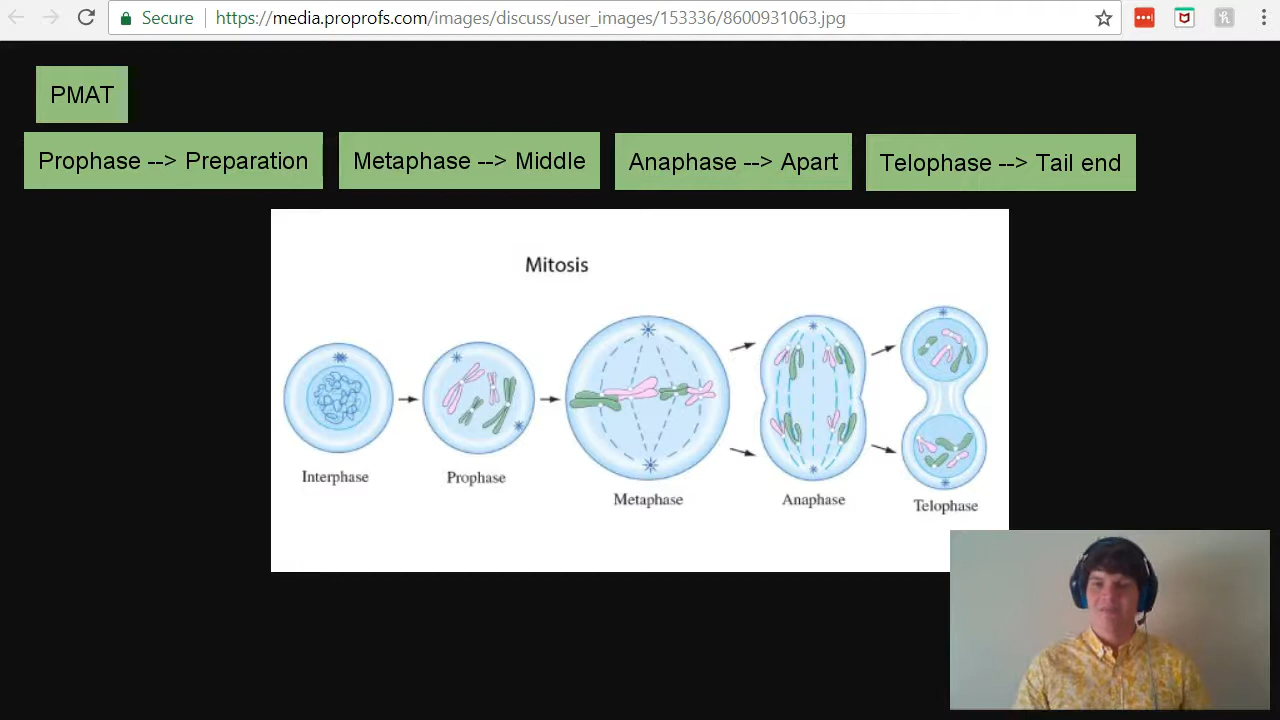 Secure https://media.proprofs.com/images/discuss/user_images/153336/8600931063.jpg
PMAT
Prophase --> Preparation Metaphase --> Middle Anaphase --> Apart Telophase --> Tail end
Mitosis
Interphase Prophase Metaphase Anaphase Telophase